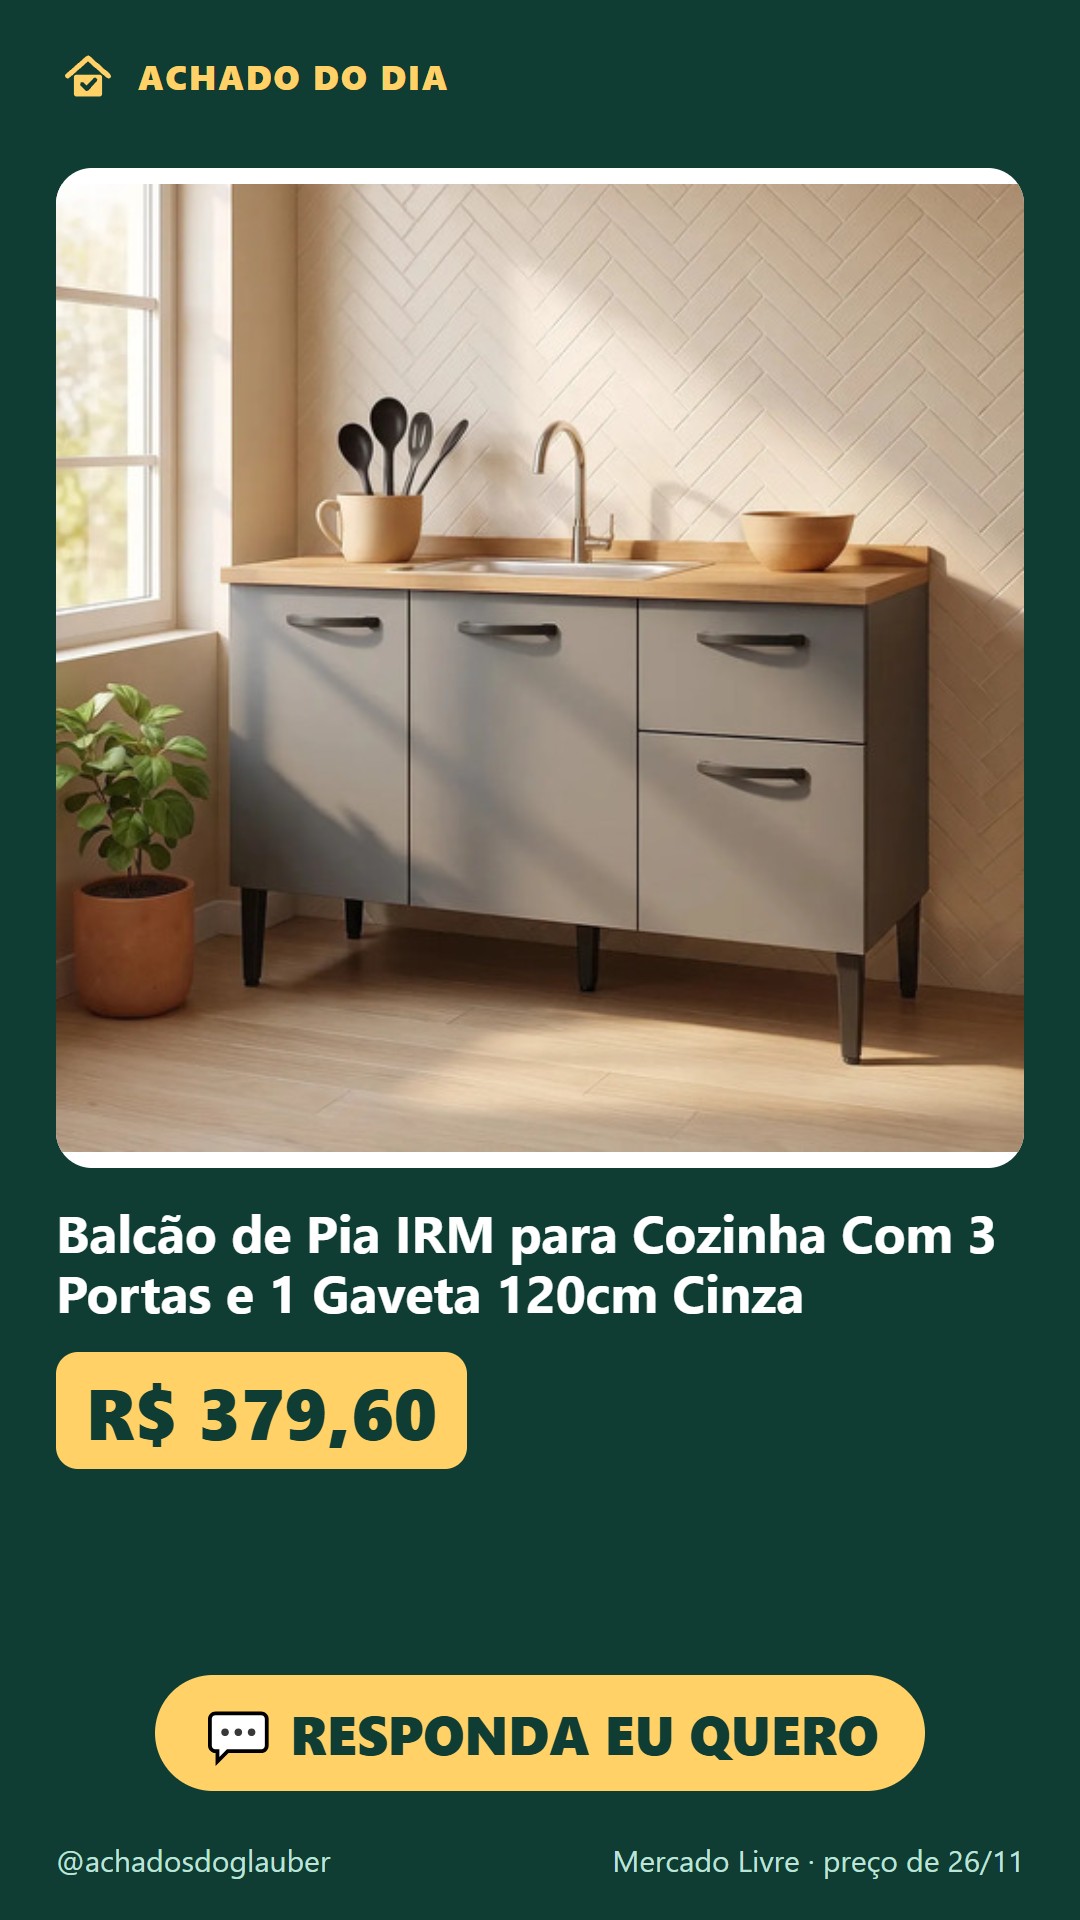 ACHADO DO DIA
Balcão de Pia IRM para Cozinha Com 3
Portas e 1 Gaveta 120cm Cinza
R$ 379,60
RESPONDA EU QUERO
@achadosdoglauber
Mercado Livre · preço de 26/11